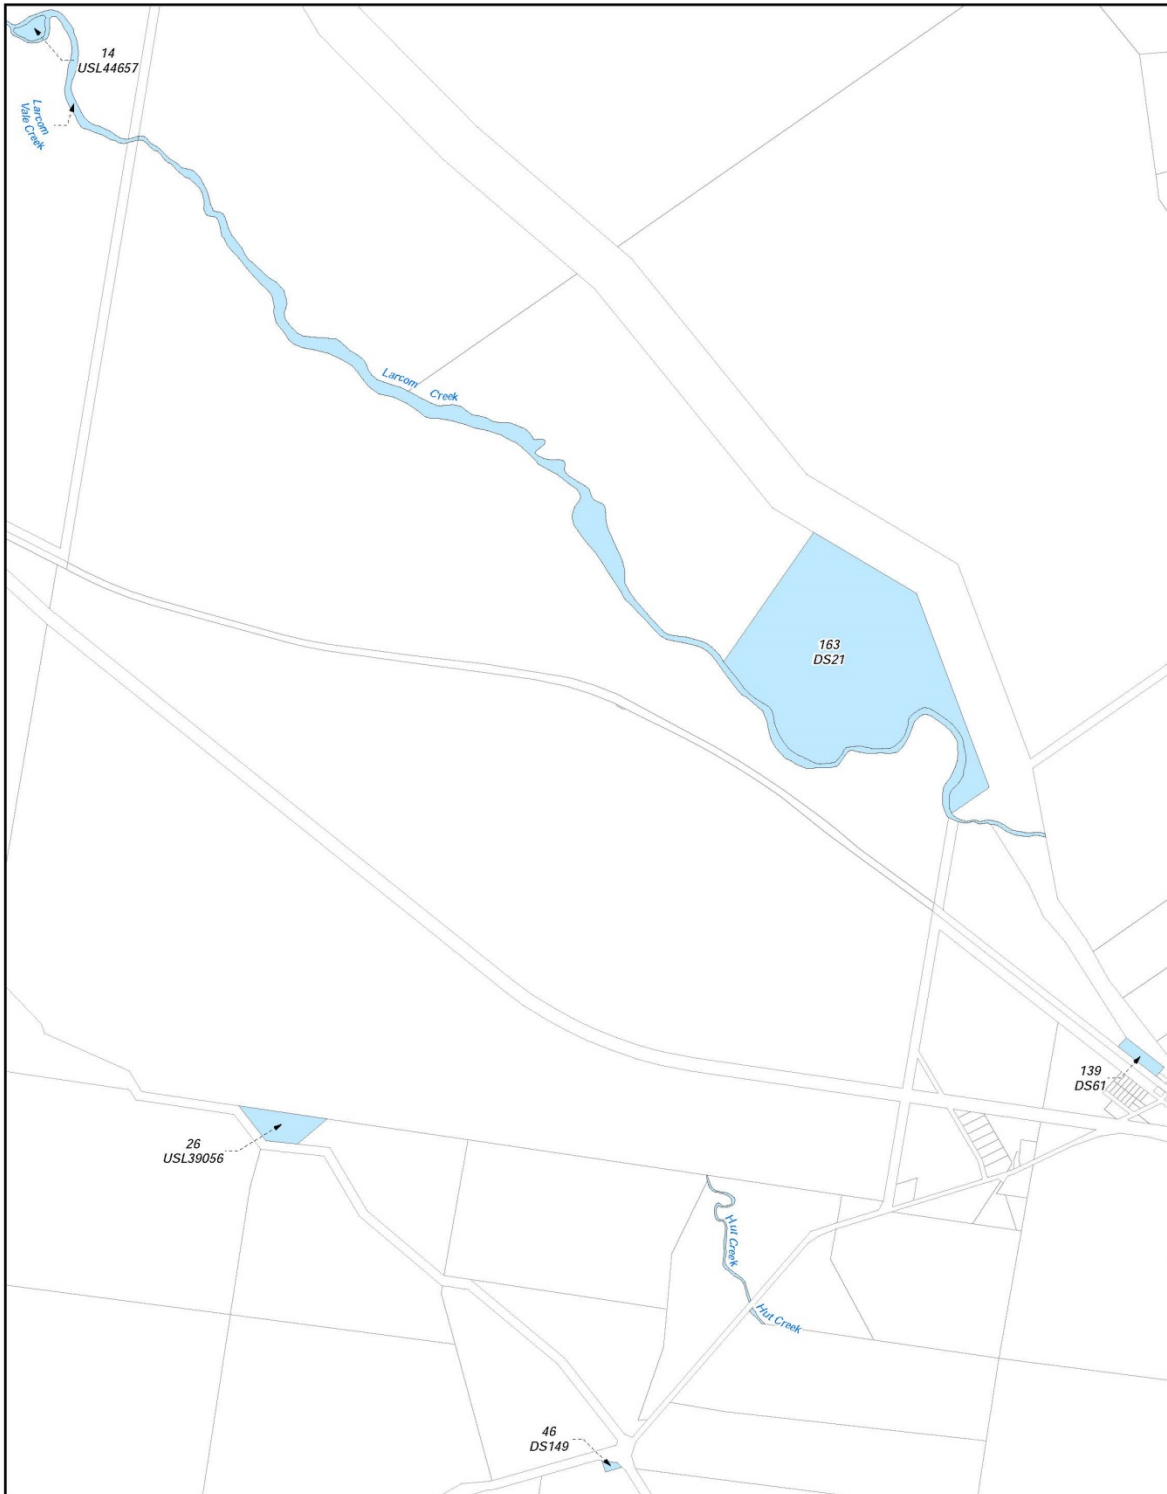 14
USL44657
Larcom
Vale Creek
Larcom Creek
163
DS21
139
DS61
26
USL39056
Hut Creek
Hut Creek
46
DS149